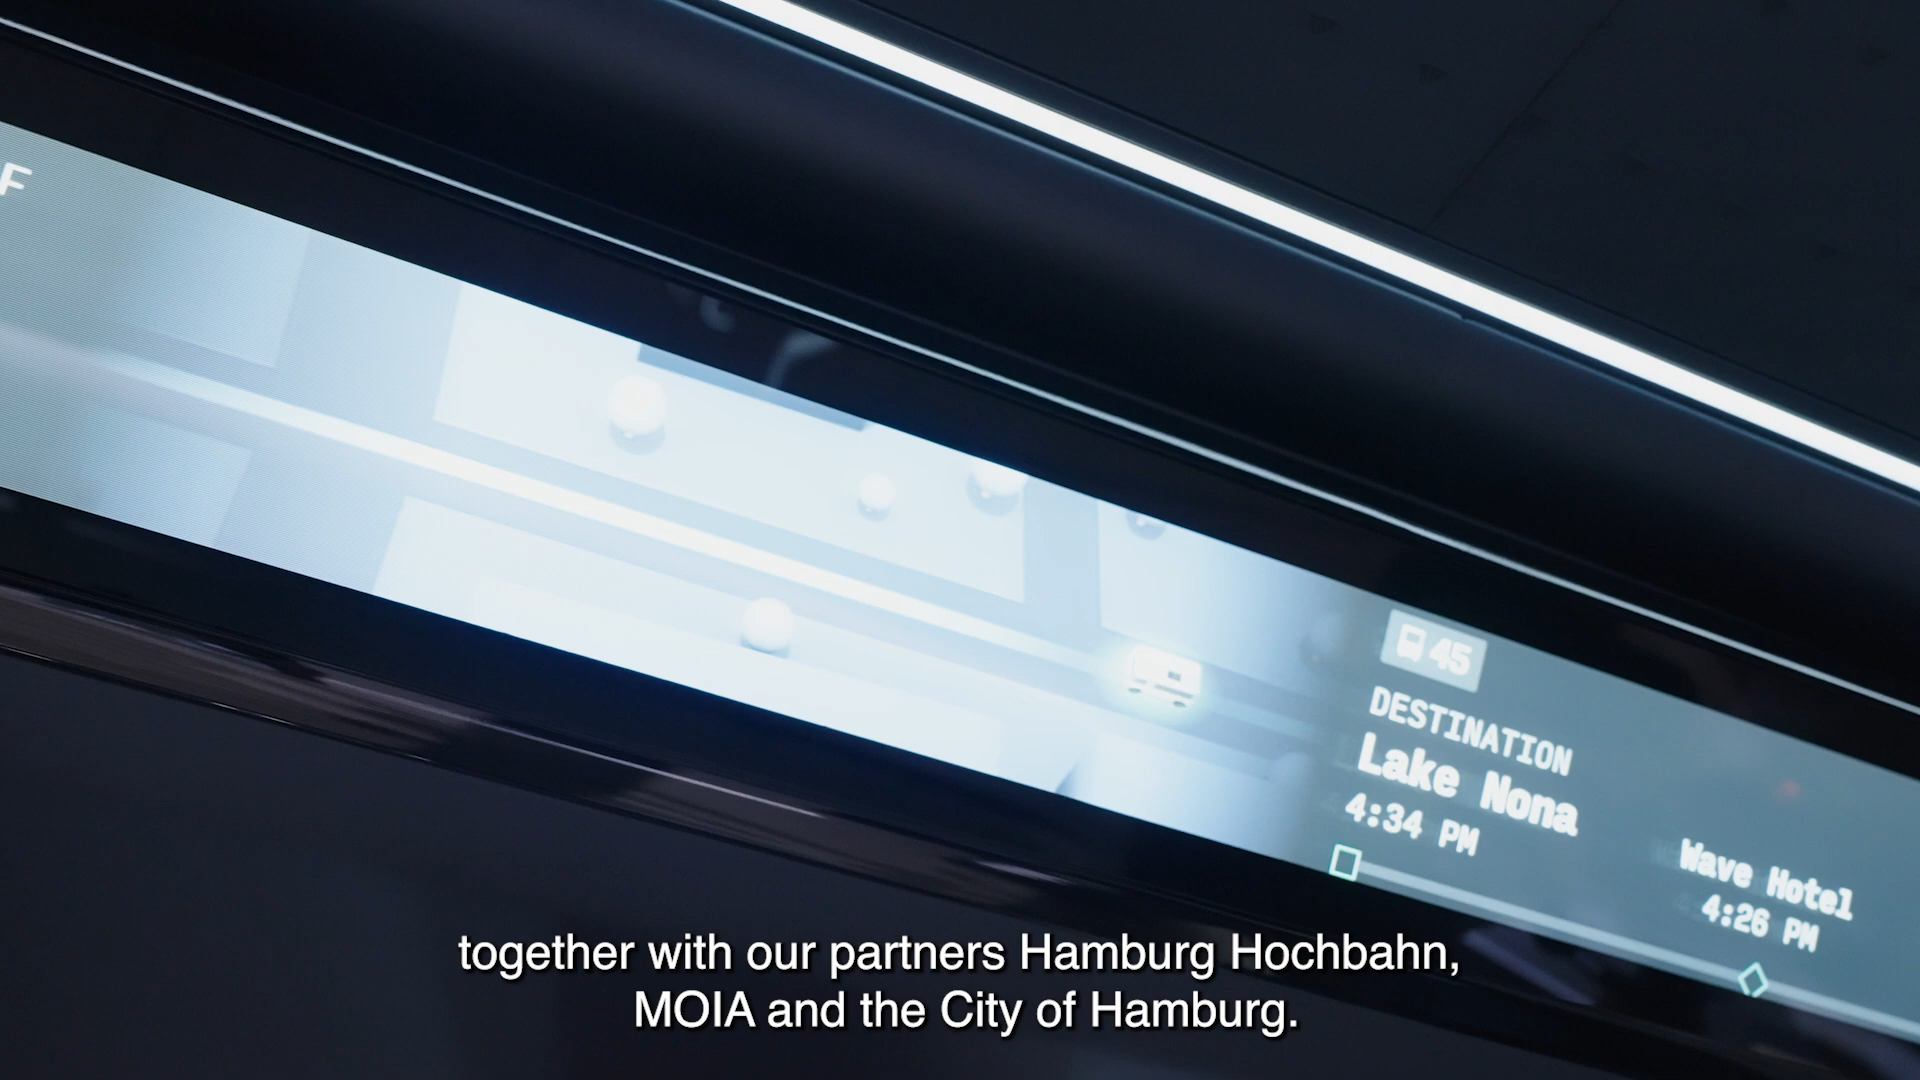 F
45
DESTINATION
Lake Nona
4:34 PM
Wave Hotel
4:26 PM
together with our partners Hamburg Hochbahn,
MOIA and the City of Hamburg.